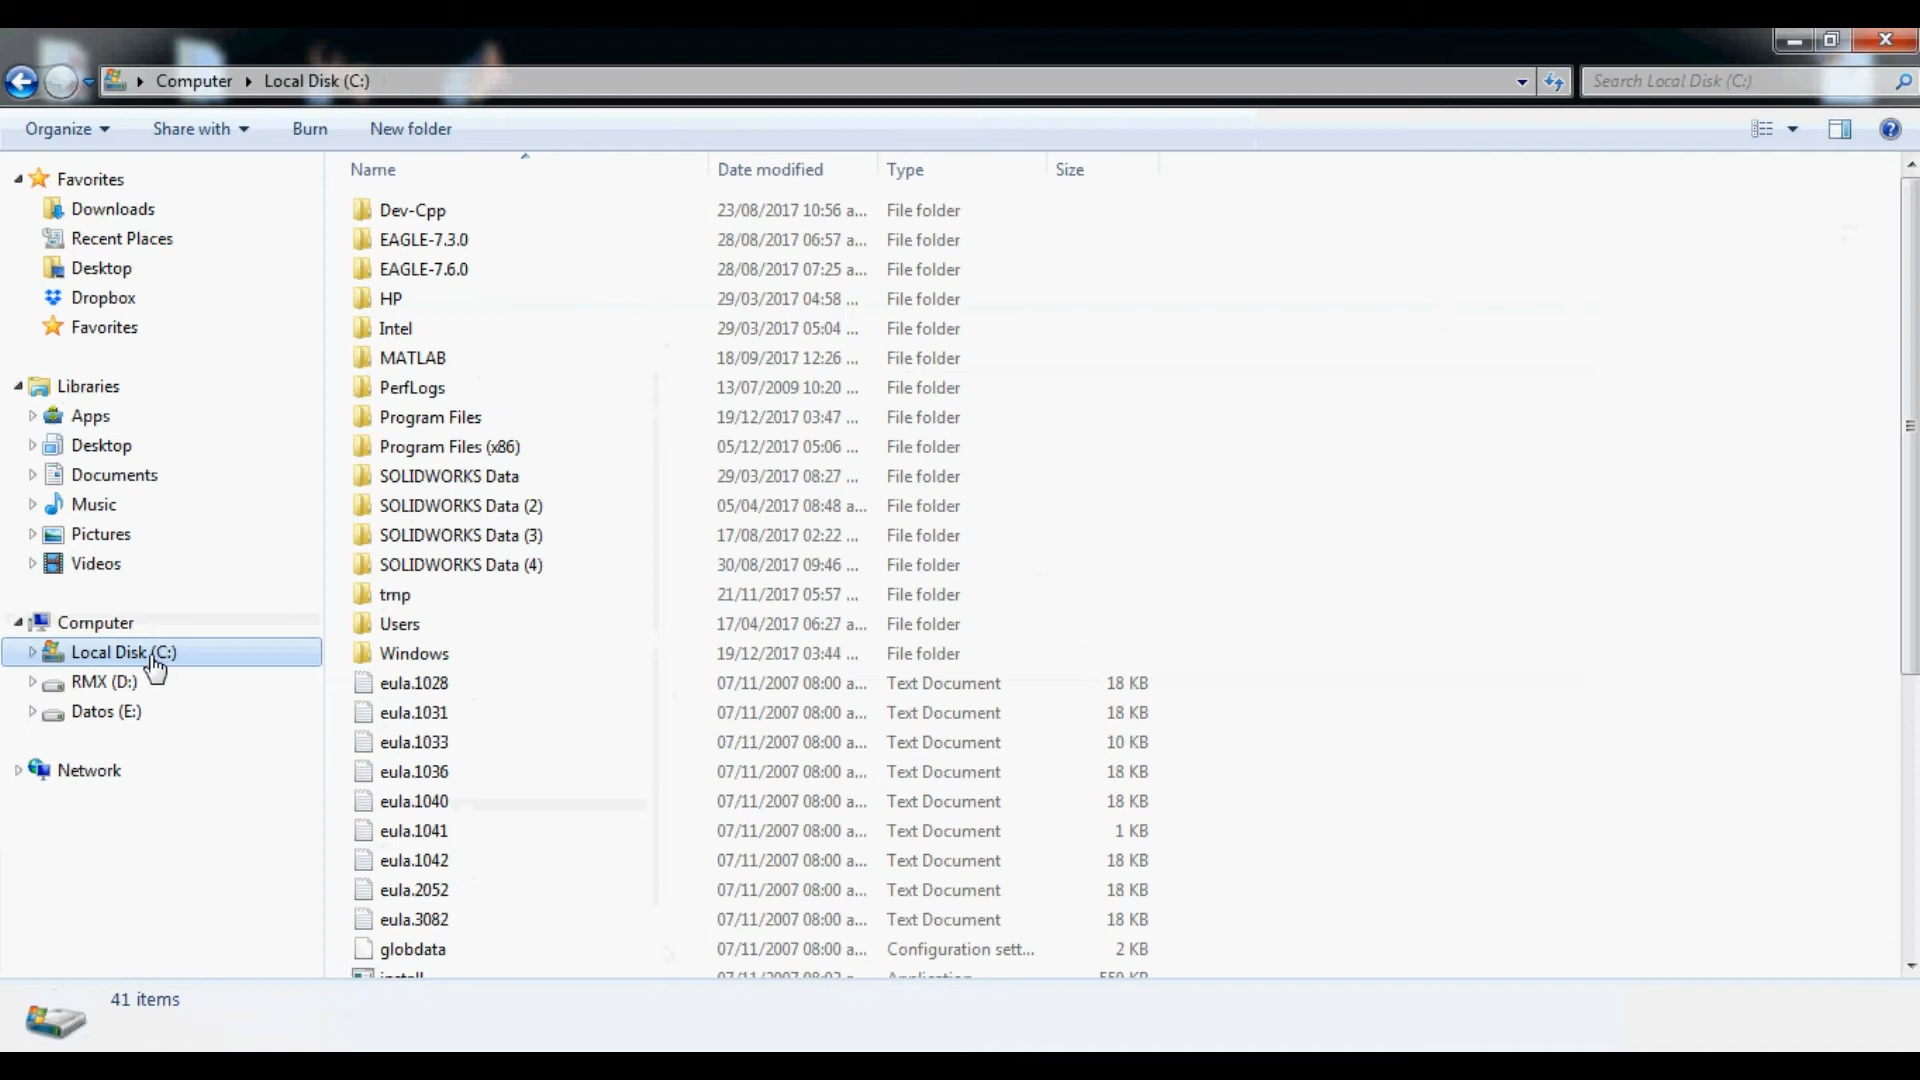 Computer Local Disk (C:) Search Local Disk (C:)
Organize Share with Burn New folder
Favorites
Downloads
Recent Places
Desktop
Dropbox
Favorites
Libraries
Apps
Desktop
Documents
Music
Pictures
Videos
Computer
Local Disk (C:)
RMX (D:)
Datos (E:)
Network
Name Date modified Type Size
Dev-Cpp 23/08/2017 10:56 a... File folder
EAGLE-7.3.0 28/08/2017 06:57 a... File folder
EAGLE-7.6.0 28/08/2017 07:25 a... File folder
HP 29/03/2017 04:58 ... File folder
Intel 29/03/2017 05:04 ... File folder
MATLAB 18/09/2017 12:26 ... File folder
PerfLogs 13/07/2009 10:20 ... File folder
Program Files 19/12/2017 03:47 ... File folder
Program Files (x86) 05/12/2017 05:06 ... File folder
SOLIDWORKS Data 29/03/2017 08:27 ... File folder
SOLIDWORKS Data (2) 05/04/2017 08:48 a... File folder
SOLIDWORKS Data (3) 17/08/2017 02:22 ... File folder
SOLIDWORKS Data (4) 30/08/2017 09:46 ... File folder
tmp 21/11/2017 05:57 ... File folder
Users 17/04/2017 06:27 a... File folder
Windows 19/12/2017 03:44 ... File folder
eula.1028 07/11/2007 08:00 a... Text Document 18 KB
eula.1031 07/11/2007 08:00 a... Text Document 18 KB
eula.1033 07/11/2007 08:00 a... Text Document 10 KB
eula.1036 07/11/2007 08:00 a... Text Document 18 KB
eula.1040 07/11/2007 08:00 a... Text Document 18 KB
eula.1041 07/11/2007 08:00 a... Text Document 1 KB
eula.1042 07/11/2007 08:00 a... Text Document 18 KB
eula.2052 07/11/2007 08:00 a... Text Document 18 KB
eula.3082 07/11/2007 08:00 a... Text Document 18 KB
globdata 07/11/2007 08:00 a... Configuration sett... 2 KB
41 items